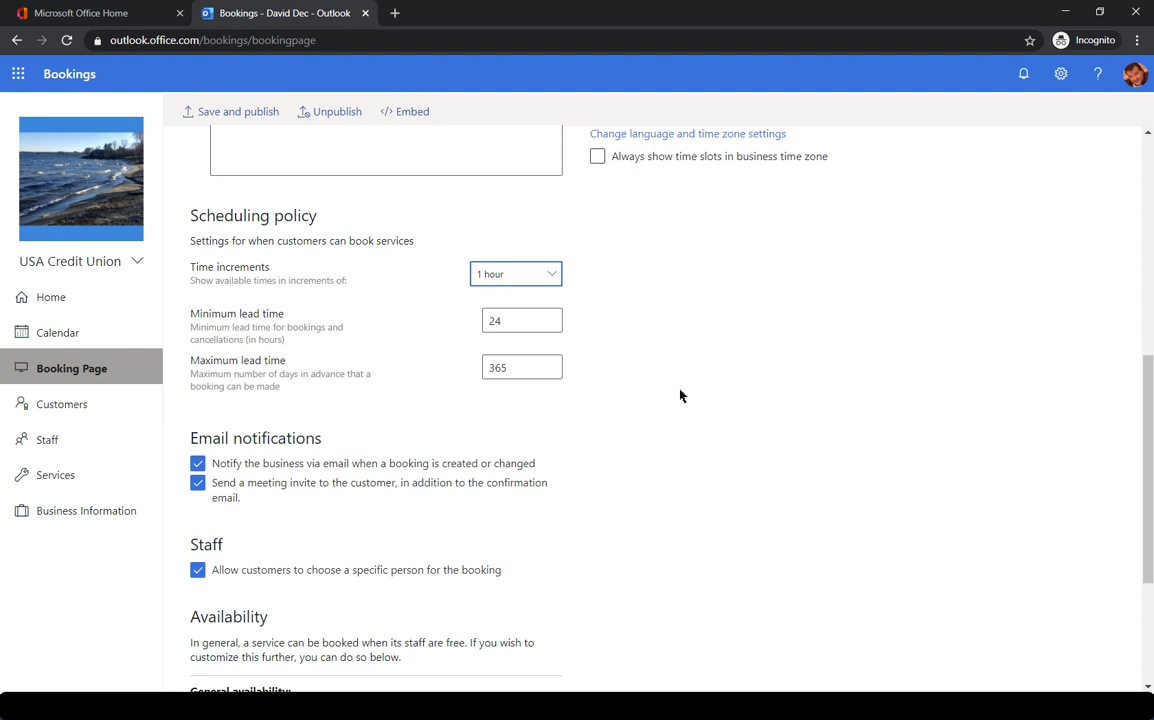 Microsoft Office Home
Bookings - David Dec - Outlook
outlook.office.com/bookings/bookingpage
Incognito
Bookings
Save and publish
Unpublish
</> Embed
Change language and time zone settings
Always show time slots in business time zone
Scheduling policy
Settings for when customers can book services
USA Credit Union
Time increments
Show available times in increments of:
1 hour
Home
Minimum lead time
Minimum lead time for bookings and
cancellations (in hours)
24
Calendar
Maximum lead time
Maximum number of days in advance that a
booking can be made
365
Booking Page
Customers
Staff
Services
Business Information
Email notifications
Notify the business via email when a booking is created or changed
Send a meeting invite to the customer, in addition to the confirmation
email.
Staff
Allow customers to choose a specific person for the booking
Availability
In general, a service can be booked when its staff are free. If you wish to
customize this further, you can do so below.
General availability: